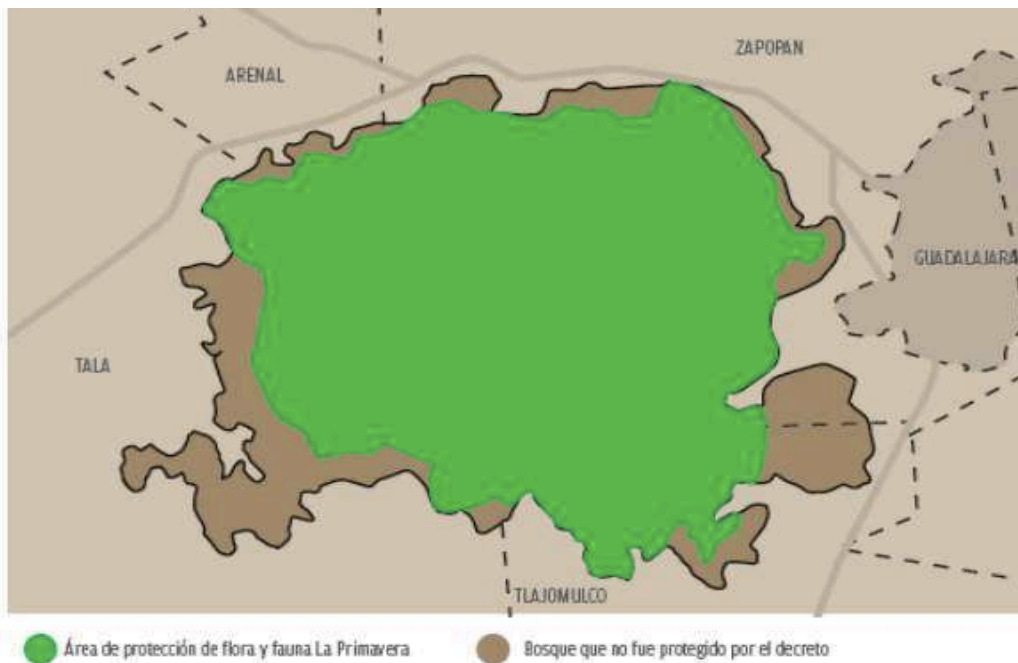 ZAPOPAN
ARENAL
GUADALAJARA
TALA
TLAJOMULCO
Área de protección de flora y fauna La Primavera
Bosque que no fue protegido por el decreto